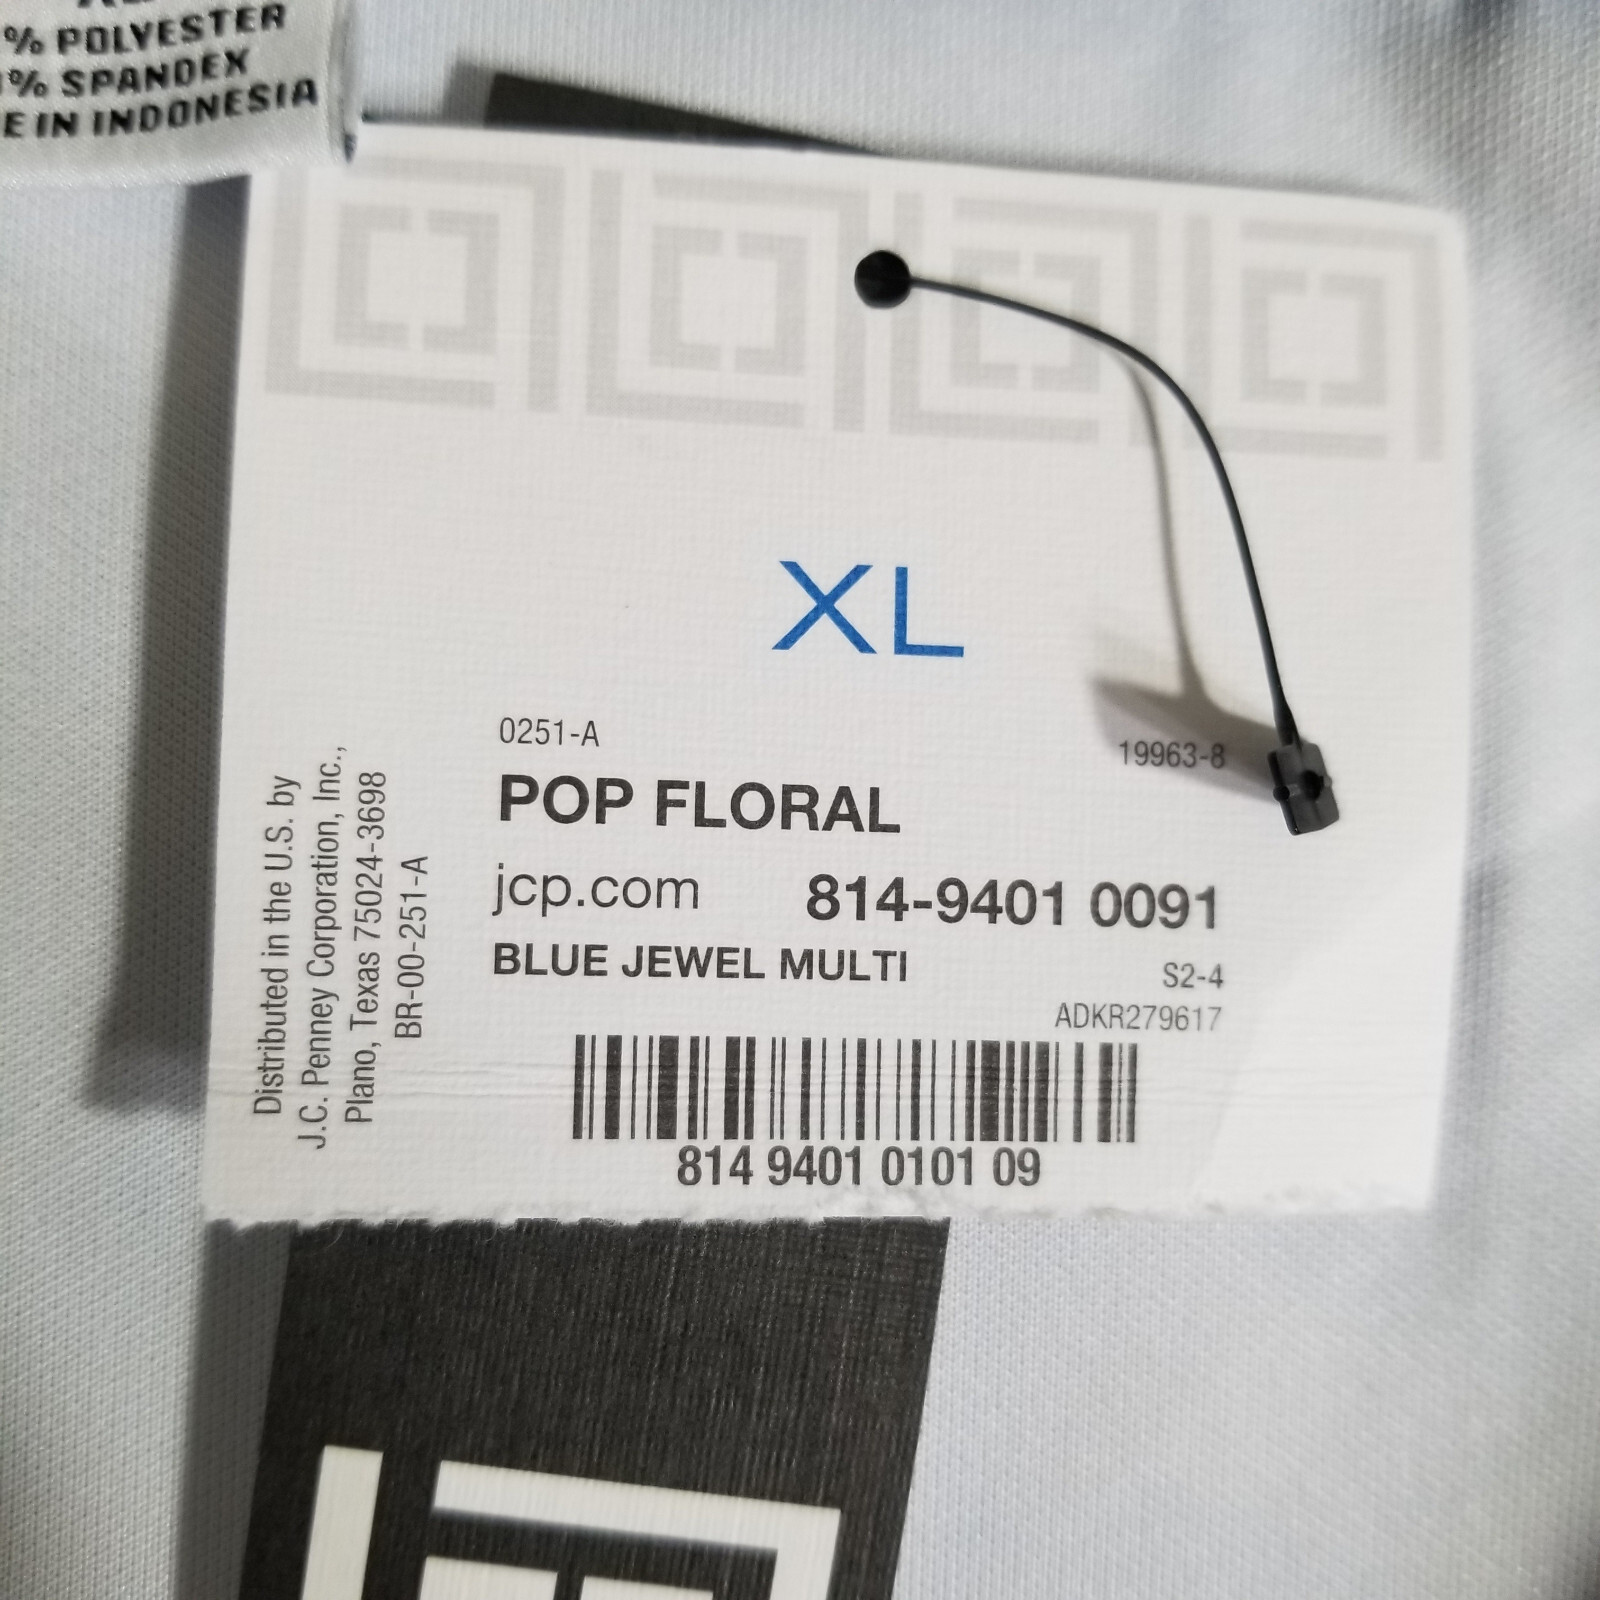 % POLYESTER
% SPANDEX
E IN INDONESIA
XL
0251-A
19963-8
POP FLORAL
jcp.com 814-9401 0091
BLUE JEWEL MULTI
S2-4
ADKR279617
814 9401 0101 09
Distributed in the U.S. by
J.C. Penney Corporation, Inc.,
Plano, Texas 75024-3698
BR-00-251-A